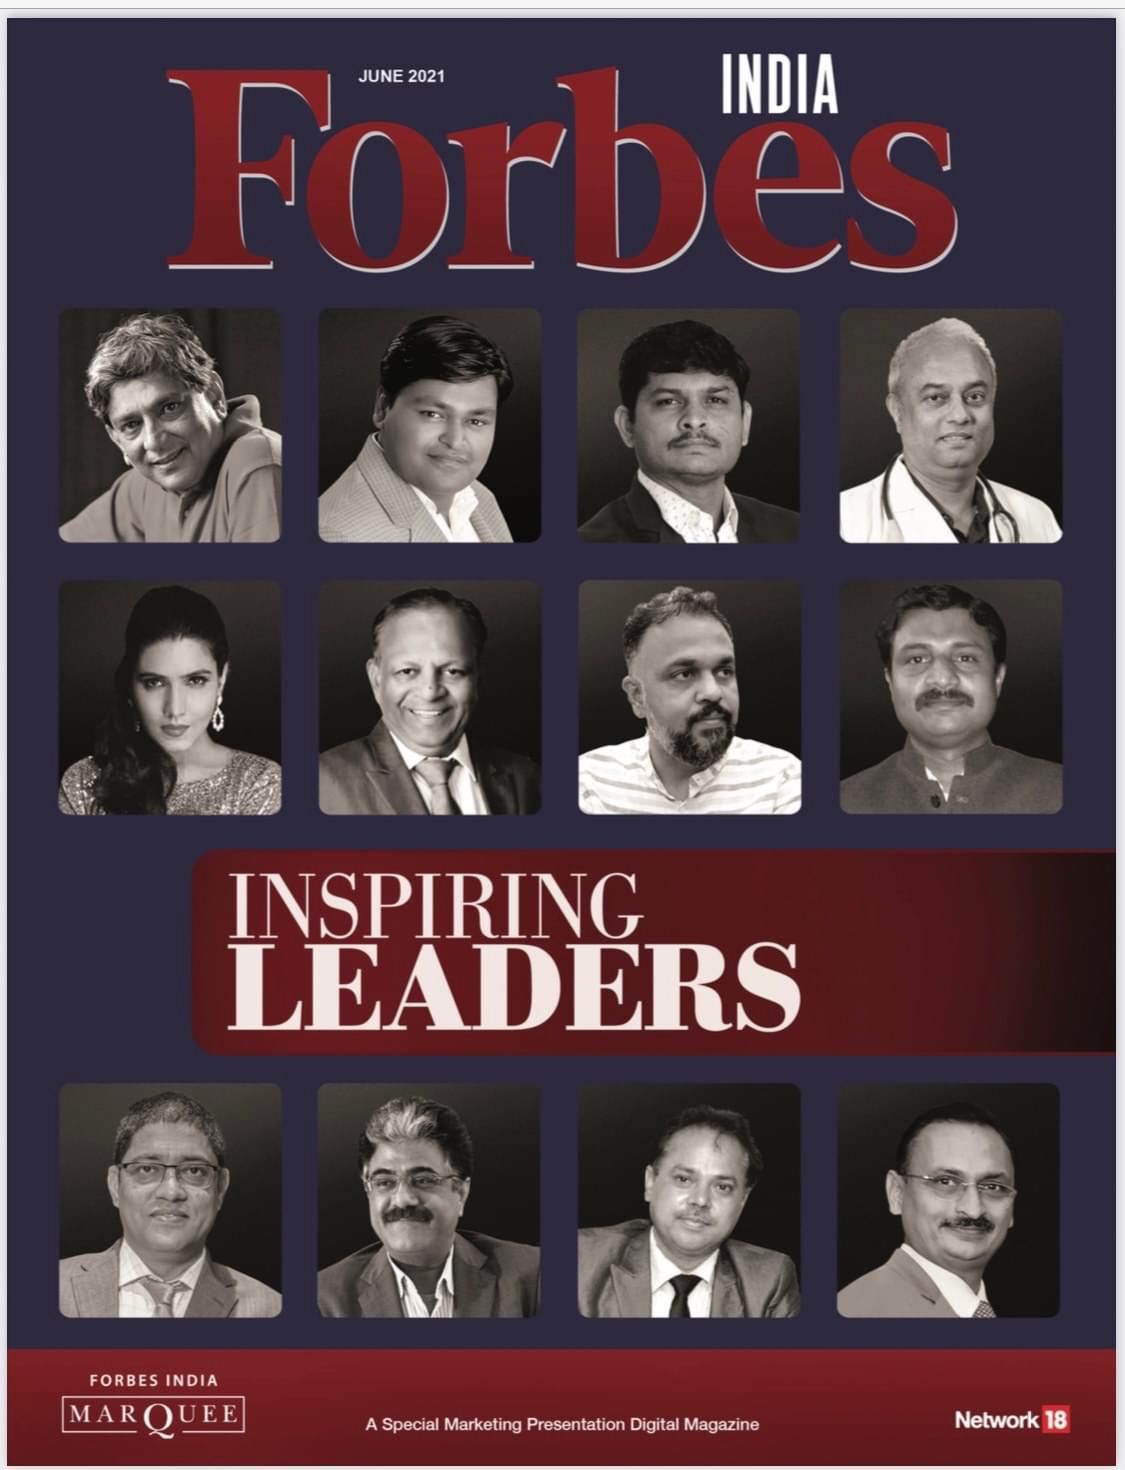 JUNE 2021
INDIA
Forbes
INSPIRING
LEADERS
FORBES INDIA
MARQUEE
A Special Marketing Presentation Digital Magazine
Network 18